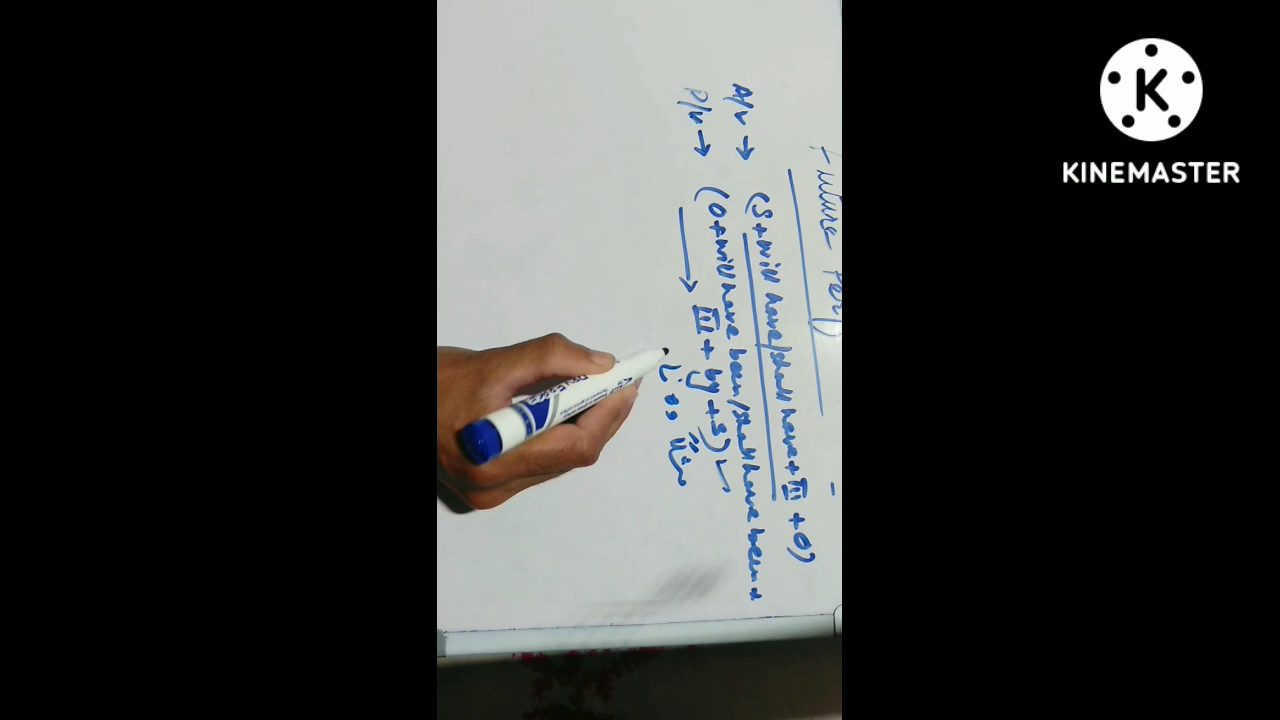 Future Perf
A/v → (S + will have/shall have + III + O)
P/v → (O + will have been/shall have been +
→ III + by + S)
KINEMASTER